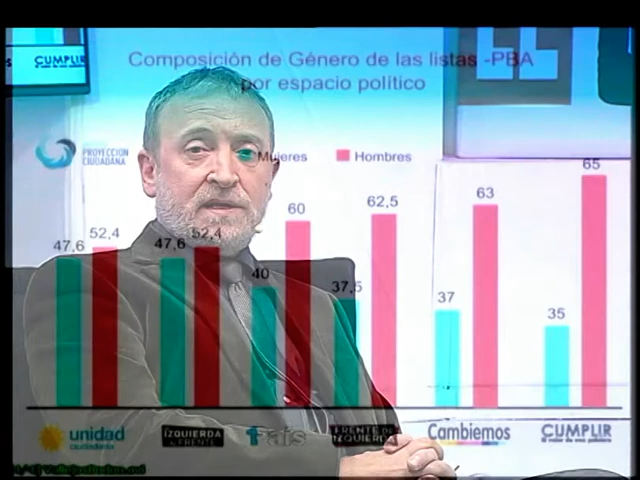 CUMPLIR
Composición de Género de las listas -PBA
por espacio político
PROYECCION
CIUDADANA
Mujeres
Hombres
47,6
52,4
47,6
52,4
40
60
37,5
62,5
37
63
35
65
unidad
ciudadana
IZQUIERDA
AL FRENTE
1País
FRENTE DE
IZQUIERDA
Cambiemos
CUMPLIR